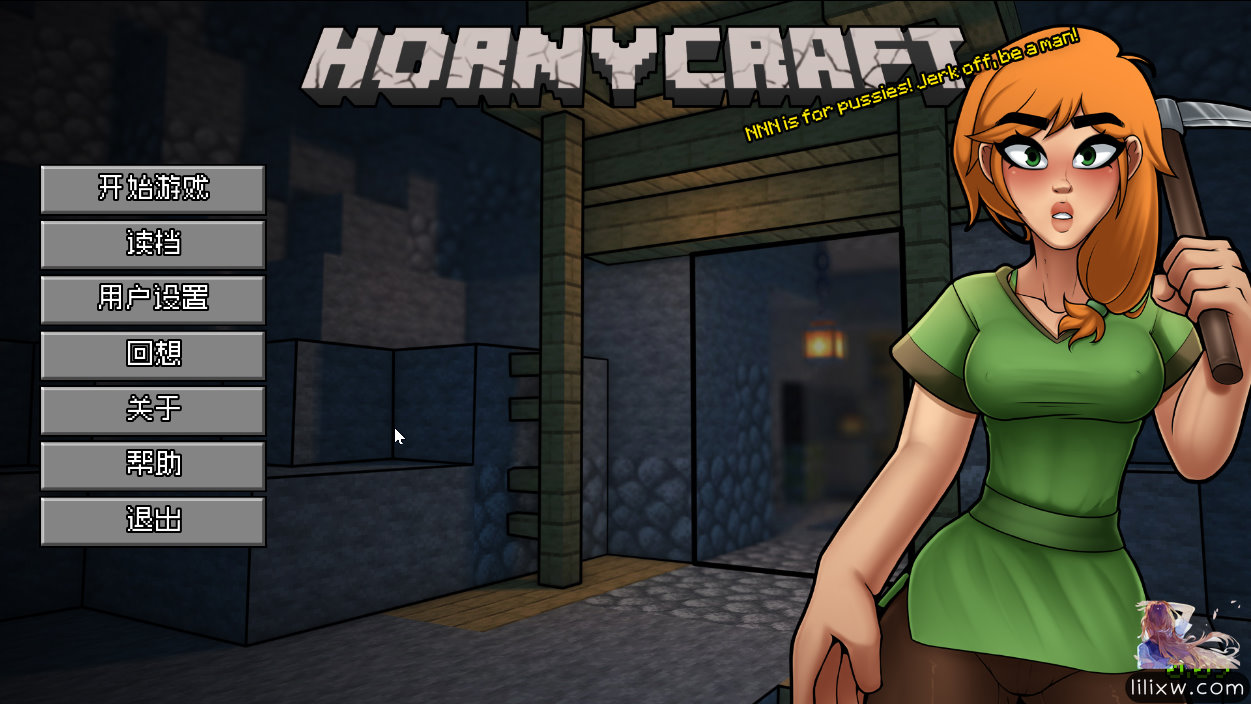 HORNYCRAFT
NNN is for pussies! Jerk off, be a man!
开始游戏
读档
用户设置
回想
关于
帮助
退出
lilixw.com